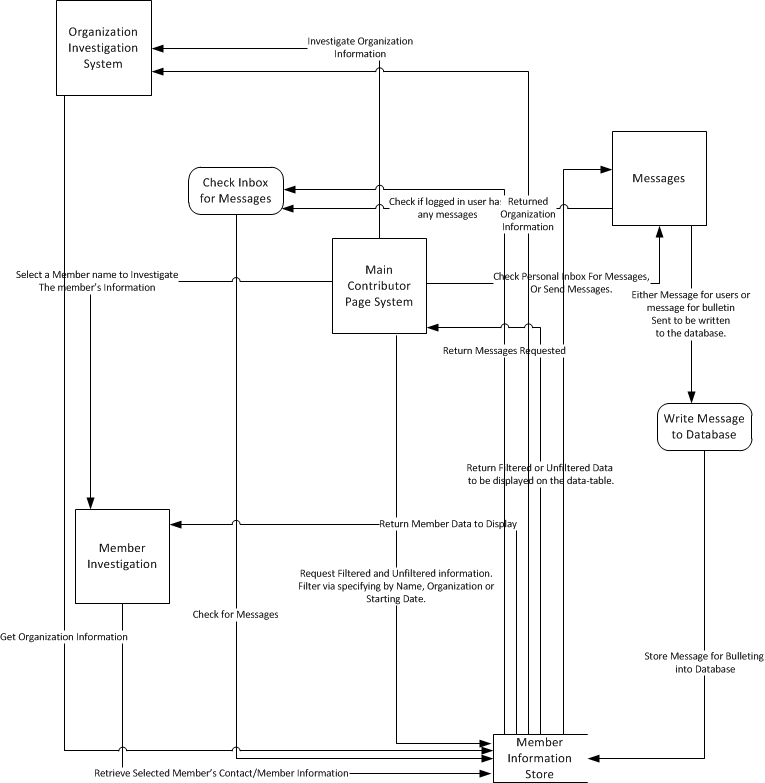 Organization
Investigation
System
Investigate Organization
Information
Check Inbox
for Messages
Check if logged in user ha
any messages
Returned
Organization
Information
Messages
Select a Member name to Investigate
The member's Information
Main
Contributor
Page System
Check Personal Inbox For Messages,
Or Send Messages.
Either Message for users or
message for bulletin
Sent to be written
to the database.
Return Messages Requested
Write Message
to Database
Return Filtered or Unfiltered Data
to be displayed on the data-table.
Return Member Data to Display
Member
Investigation
Request Filtered and Unfiltered information.
Filter via specifying by Name, Organization or
Starting Date.
Check for Messages
Get Organization Information
Store Message for Bulleting
into Database
Member
Information
Store
Retrieve Selected Member's Contact/Member Information